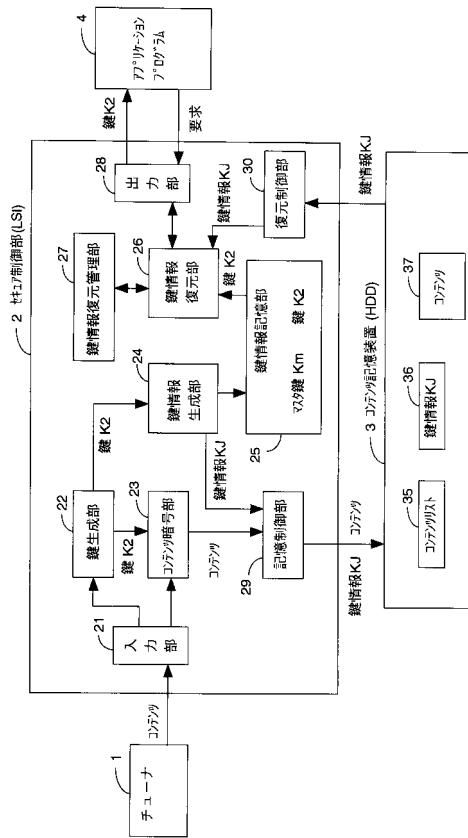 1
チューナ
コンテンツ
2 セキュア制御部(LSI)
21
入力部
22
鍵生成部
鍵K2
鍵K2
23
コンテンツ暗号部
コンテンツ
24
鍵情報
生成部
鍵情報KJ
29
記憶制御部
25
鍵情報記憶部
マスタ鍵 Km 鍵 K2
鍵 K2
26
鍵情報
復元部
27
鍵情報復元管理部
28
出力部
鍵情報KJ
30
復元制御部
鍵K2
要求
4
アプリケーション
プログラム
鍵情報KJ
コンテンツ
鍵情報KJ
3 コンテンツ記憶装置 (HDD)
35
コンテンツリスト
36
鍵情報KJ
37
コンテンツ